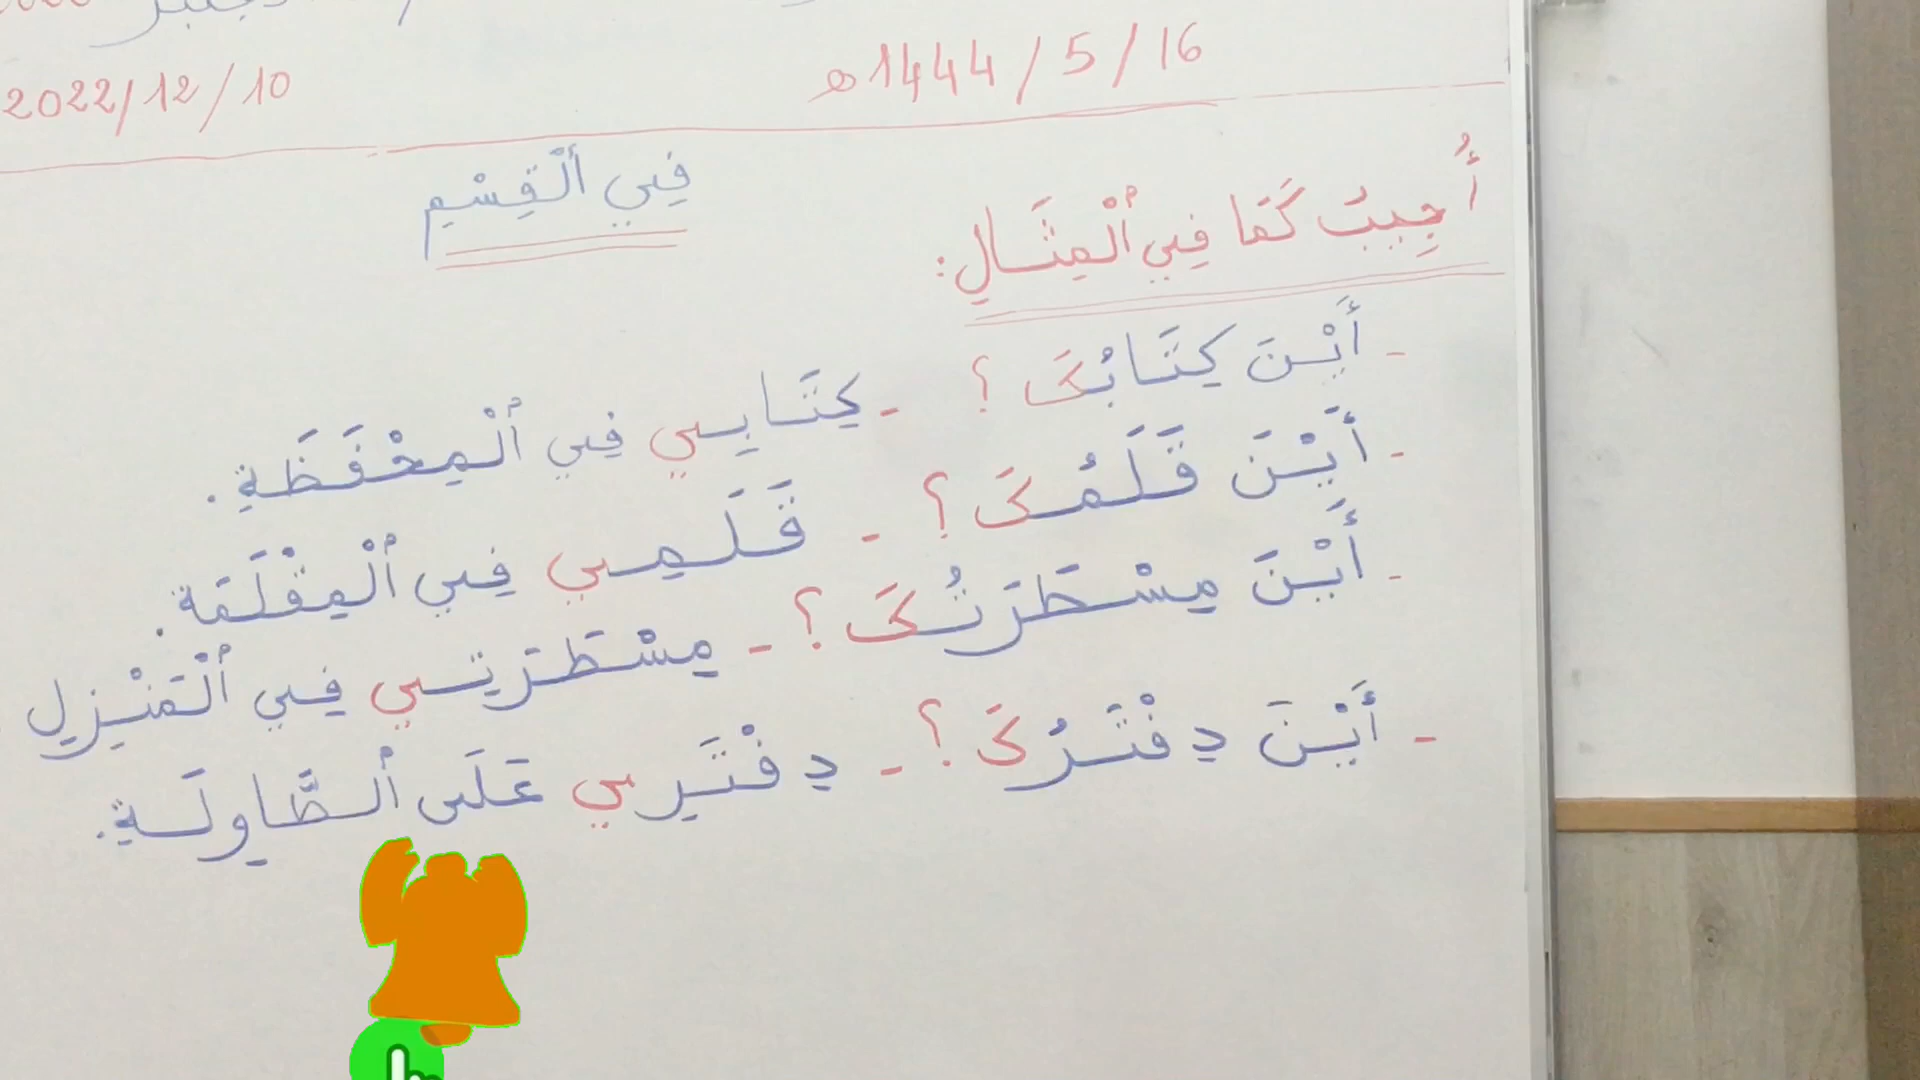 1444/5/16هـ 2022/12/10
فِي ٱلْقِسْمِ
أُجِيبُ كَمَا فِي ٱلْمِثَالِ:
- أَيْنَ كِتَابُكَ؟ - كِتَابِي فِي ٱلْمِحْفَظَةِ.
- أَيْنَ قَلَمُكَ؟ - قَلَمِي فِي ٱلْمِقْلَمَة.
- أَيْنَ مِسْطَرَتُكَ؟ - مِسْطَرَتِي فِي ٱلْمَنْزِلِ
- أَيْنَ دِفْتَرُكَ؟ - دِفْتَرِي عَلَى ٱلطَّاوِلَةِ.